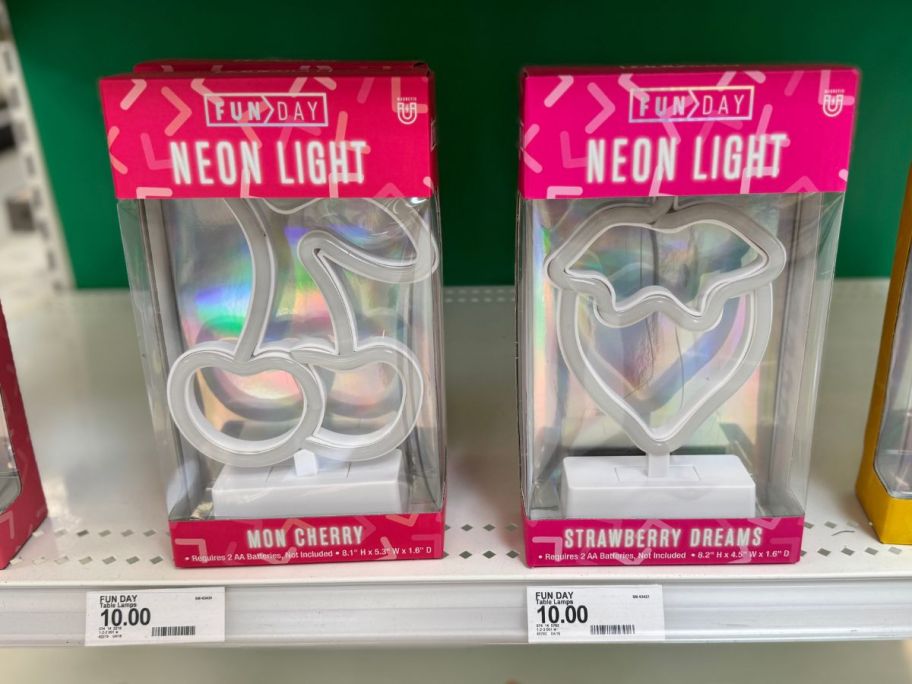 FUN DAY
MAGNETIC
NEON LIGHT
MON CHERRY
• Requires 2 AA Batteries, Not Included • 8.1" H x 5.3" W x 1.6" D
FUN DAY
Table Lamps
10.00
FUN DAY
MAGNETIC
NEON LIGHT
STRAWBERRY DREAMS
• Requires 2 AA Batteries, Not Included • 8.2" H x 4.5" W x 1.6" D
FUN DAY
Table Lamps
10.00